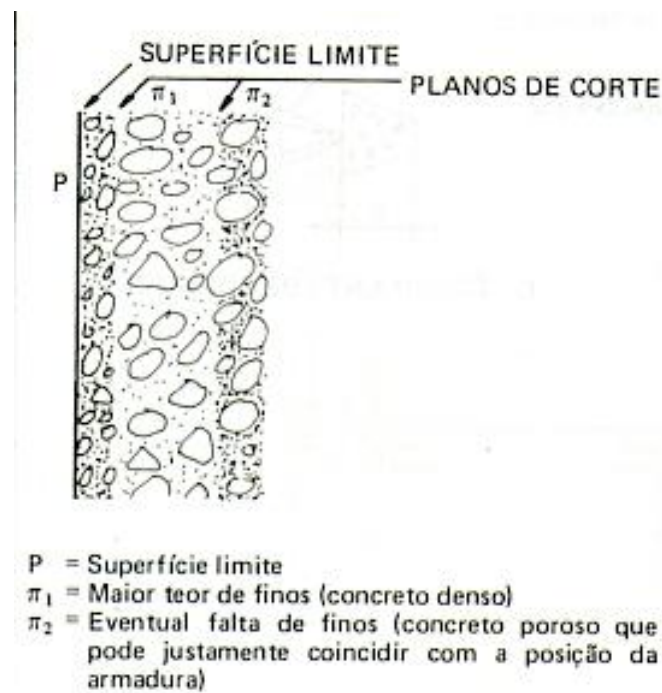 SUPERFÍCIE LIMITE
PLANOS DE CORTE
π₁
π₂
P
P = Superfície limite
π₁ = Maior teor de finos (concreto denso)
π₂ = Eventual falta de finos (concreto poroso que
pode justamente coincidir com a posição da
armadura)